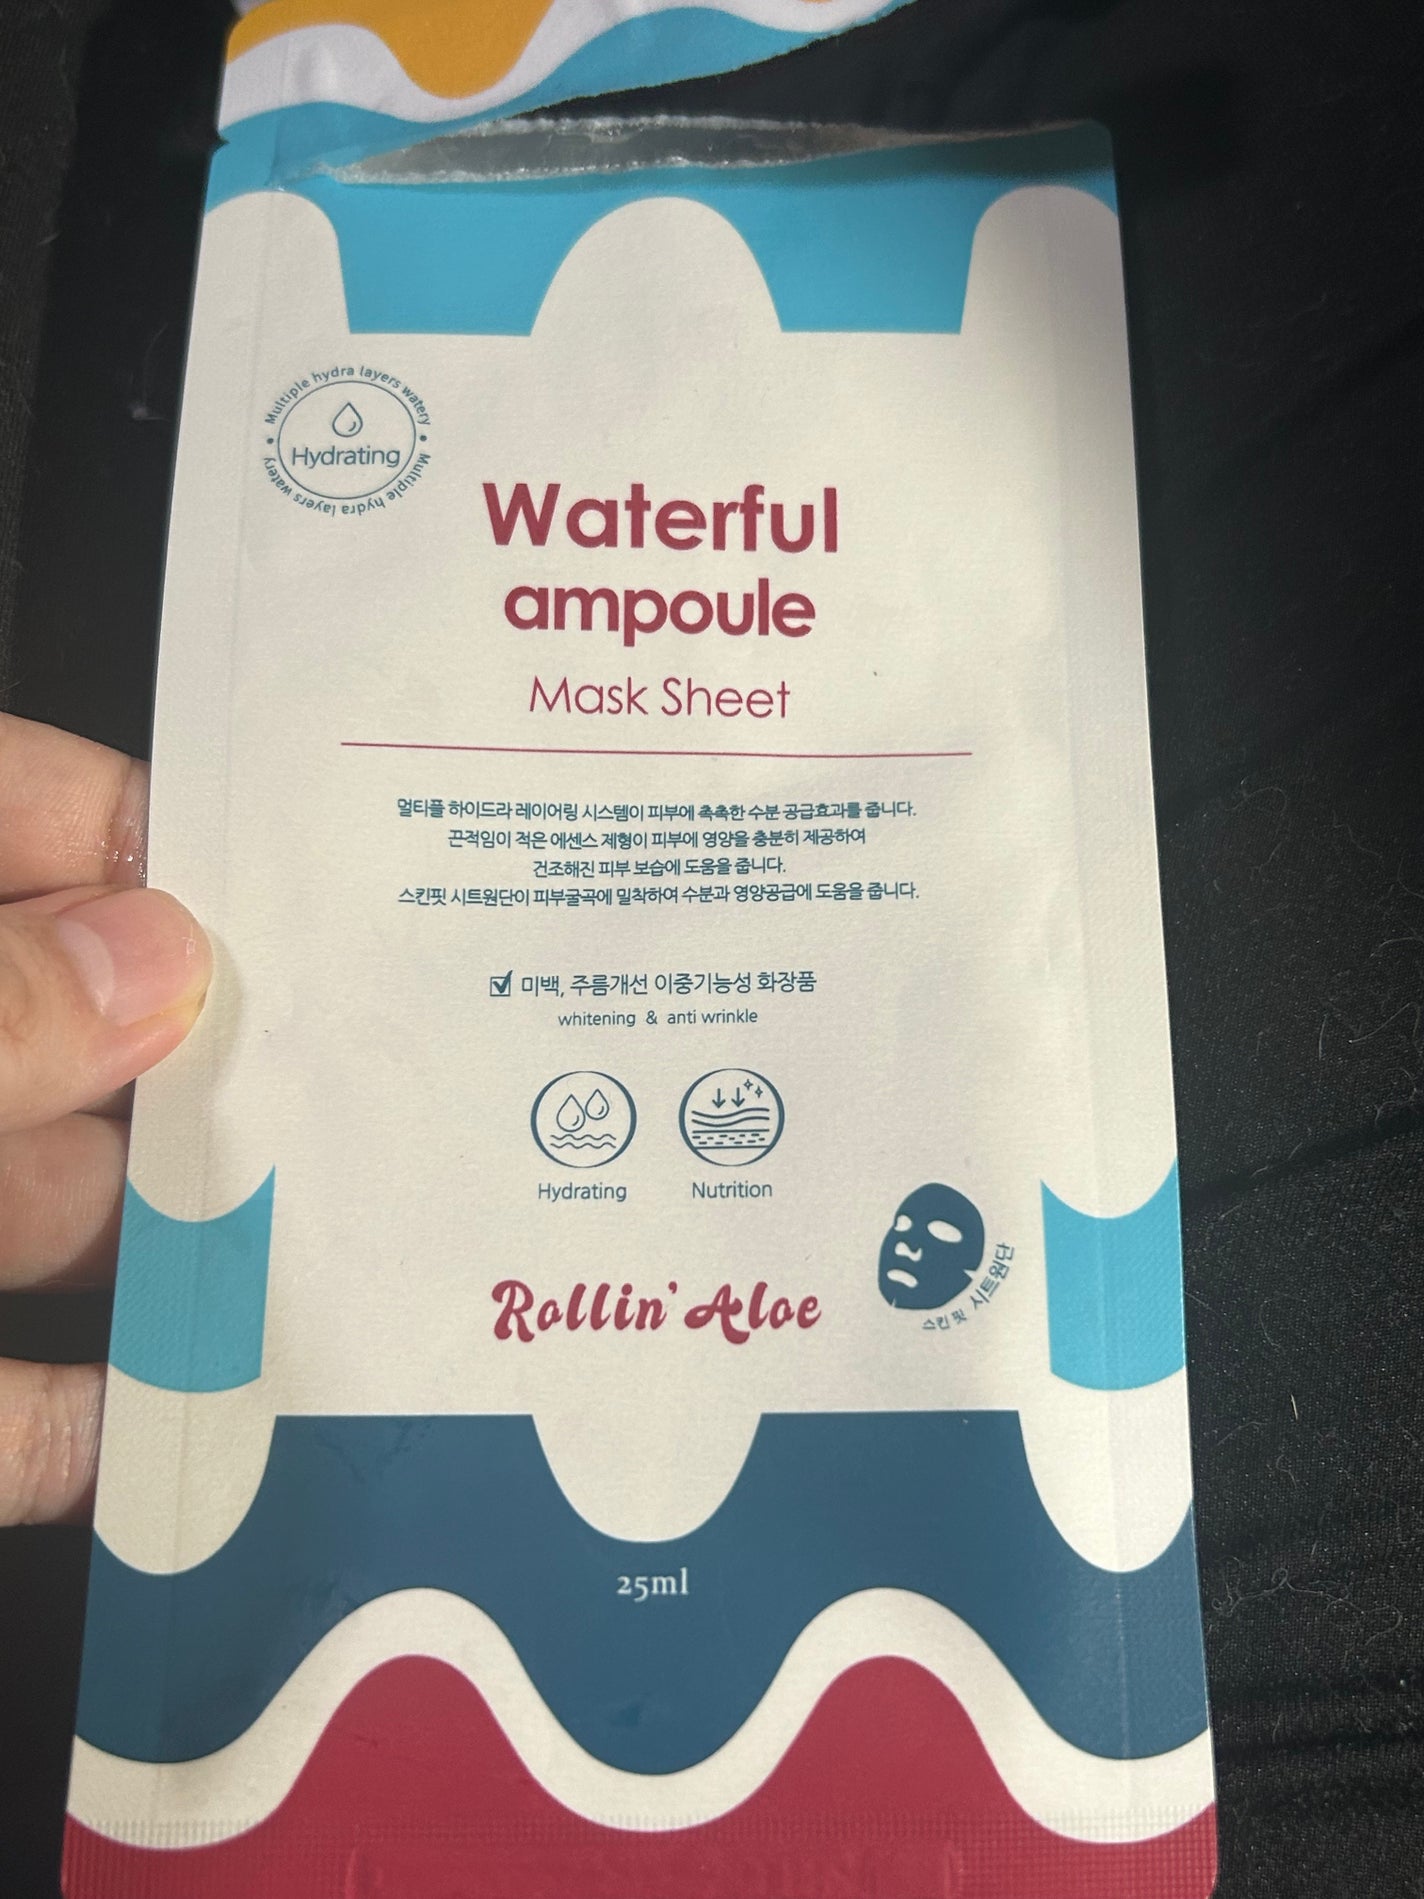 Multiple hydra layers watery • Multiple hydra layers watery •
Hydrating
Waterful
ampoule
Mask Sheet
멀티플 하이드라 레이어링 시스템이 피부에 촉촉한 수분 공급효과를 줍니다.
끈적임이 적은 에센스 제형이 피부에 영양을 충분히 제공하여
건조해진 피부 보습에 도움을 줍니다.
스킨핏 시트원단이 피부굴곡에 밀착하여 수분과 영양공급에 도움을 줍니다.
미백, 주름개선 이중기능성 화장품
whitening & anti wrinkle
Hydrating
Nutrition
스킨 핏 시트원단
Rollin' Aloe
25ml